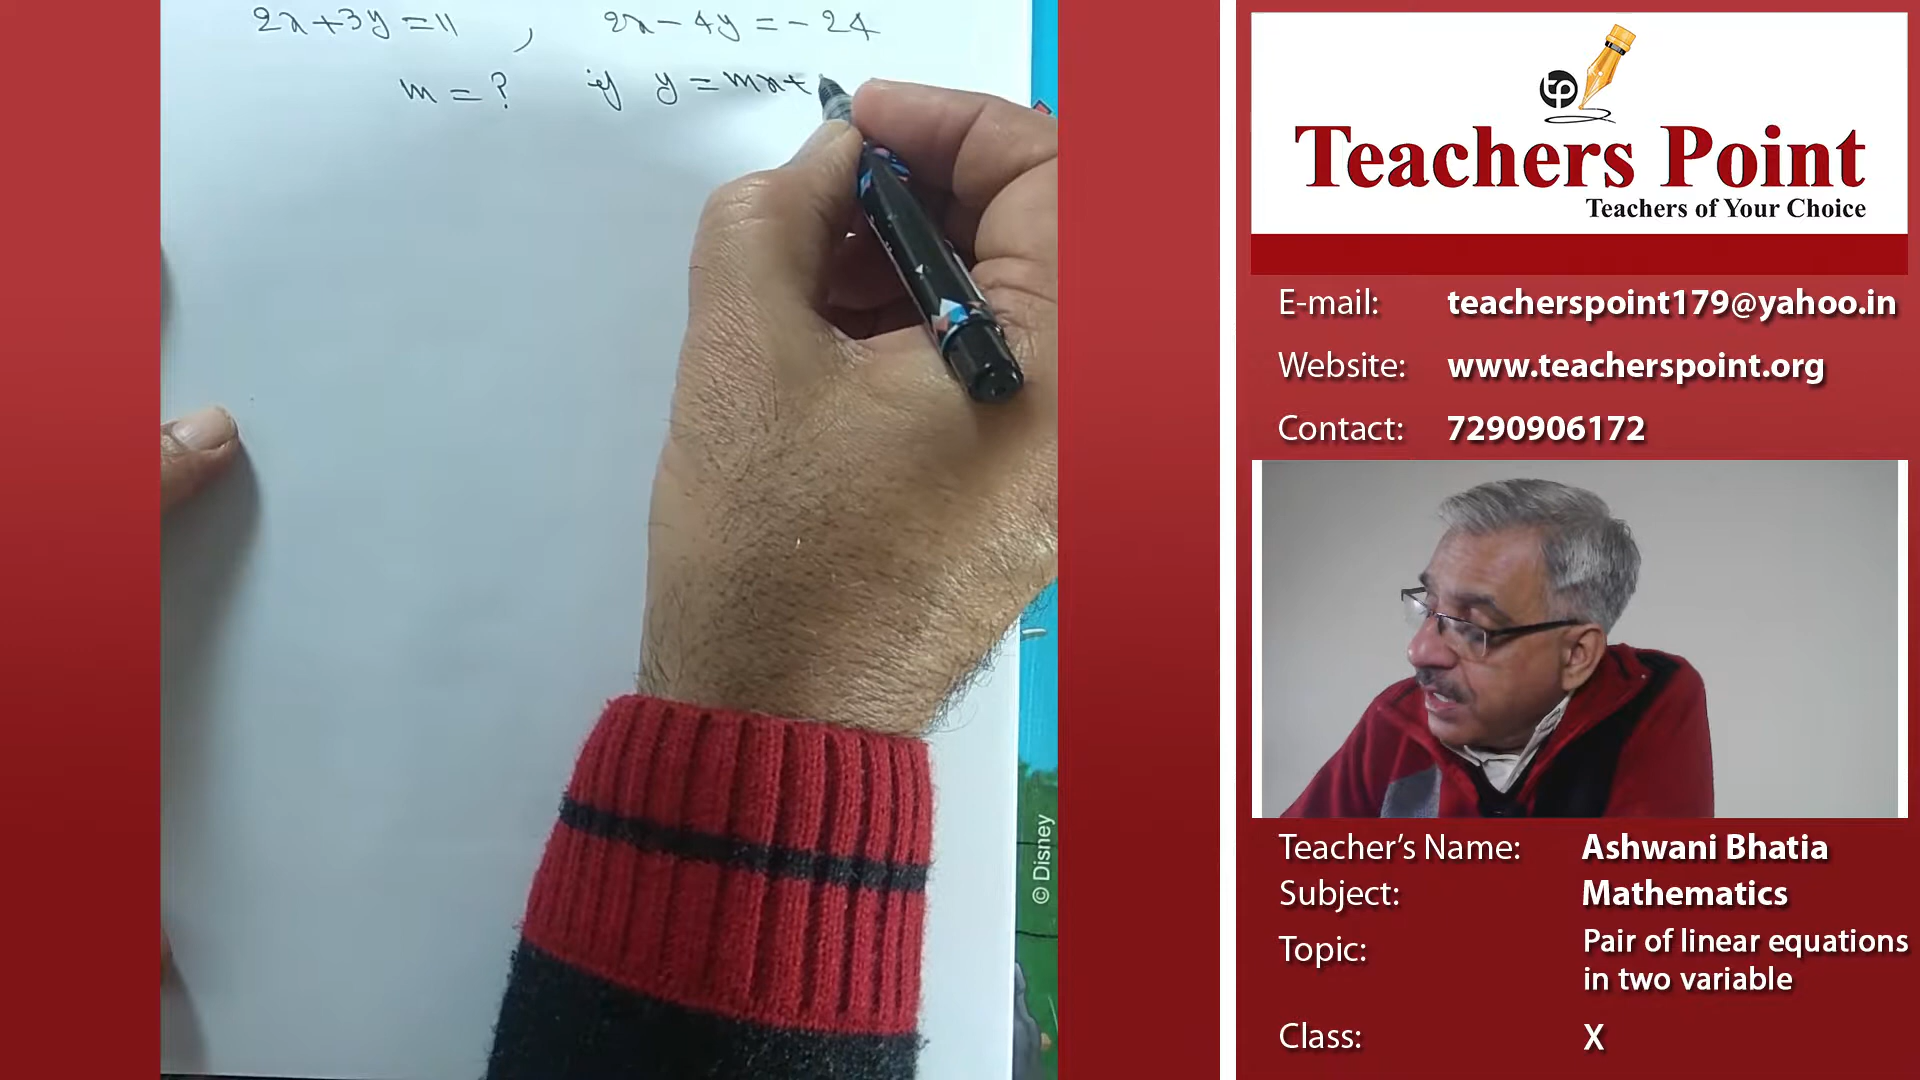 2x+3y=11 , 2x-4y=-24
m=? if y=mx+
© Disney
tp
Teachers Point
Teachers of Your Choice
E-mail: teacherspoint179@yahoo.in
Website: www.teacherspoint.org
Contact: 7290906172
Teacher's Name: Ashwani Bhatia
Subject: Mathematics
Topic: Pair of linear equations
in two variable
Class: X